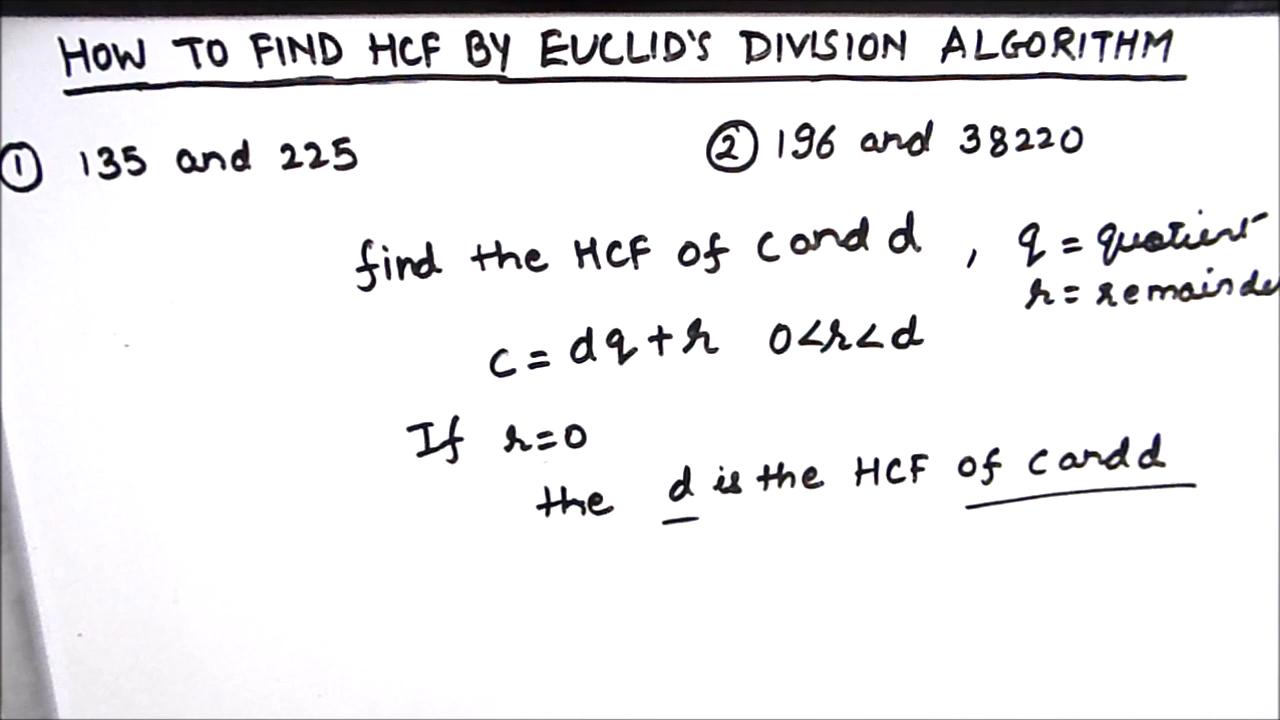 HOW TO FIND HCF BY EUCLID'S DIVISION ALGORITHM
① 135 and 225
② 196 and 38220
find the HCF of c and d , q = quotient
r = remainde
c = dq + r 0<r<d
If r=0
the d is the HCF of c and d